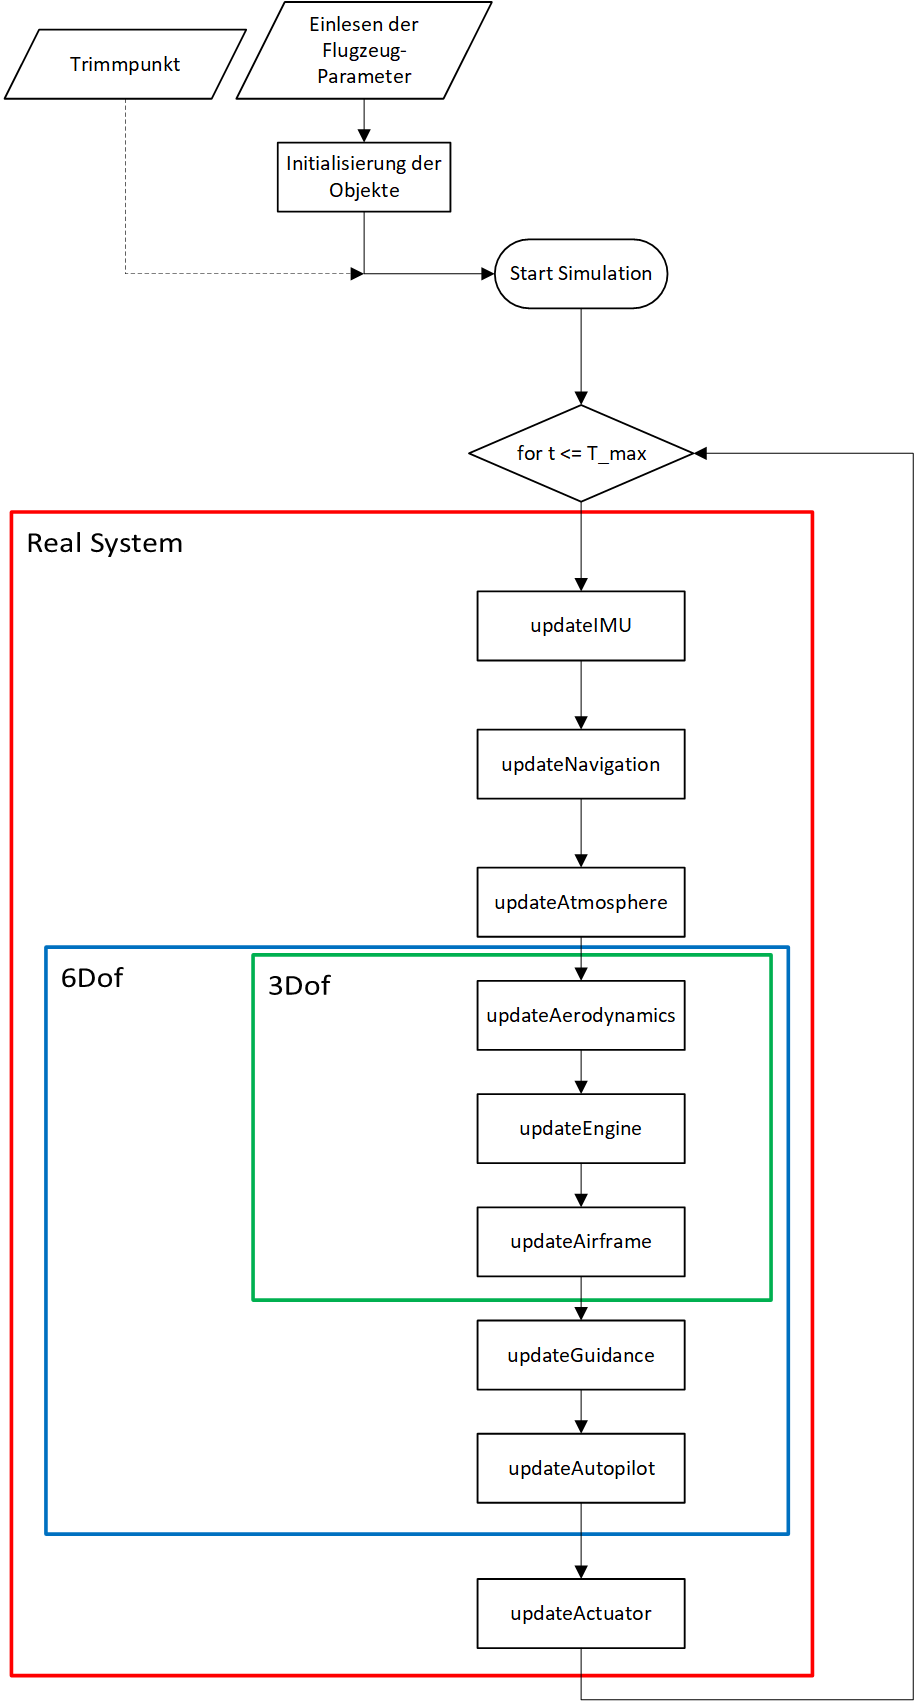 Trimmpunkt
Einlesen der
Flugzeug-
Parameter
Initialisierung der
Objekte
Start Simulation
for t <= T_max
Real System
updateIMU
updateNavigation
updateAtmosphere
6Dof
3Dof
updateAerodynamics
updateEngine
updateAirframe
updateGuidance
updateAutopilot
updateActuator